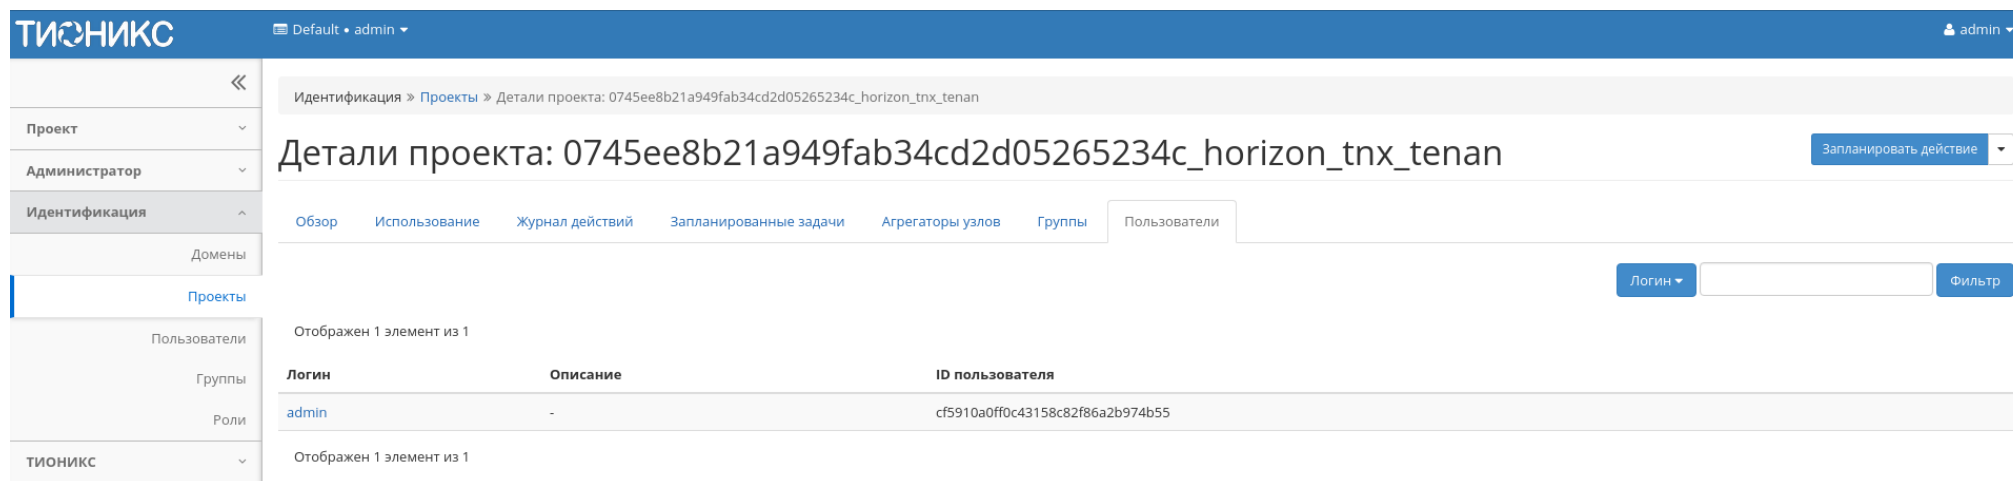 ТИОНИКС
Default • admin
admin
Идентификация » Проекты » Детали проекта: 0745ee8b21a949fab34cd2d05265234c_horizon_tnx_tenan
Проект
Администратор
Идентификация
Домены
Проекты
Пользователи
Группы
Роли
ТИОНИКС
Детали проекта: 0745ee8b21a949fab34cd2d05265234c_horizon_tnx_tenan
Запланировать действие
Обзор Использование Журнал действий Запланированные задачи Агрегаторы узлов Группы Пользователи
Логин Фильтр
Отображен 1 элемент из 1
Логин Описание ID пользователя
admin - cf5910a0ff0c43158c82f86a2b974b55
Отображен 1 элемент из 1